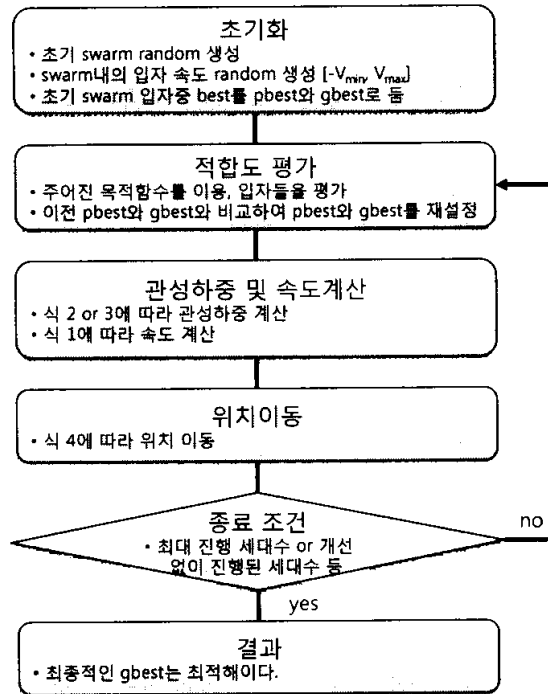 초기화
• 초기 swarm random 생성
• swarm내의 입자 속도 random 생성 [-Vmin, Vmax]
• 초기 swarm 입자중 best를 pbest와 gbest로 둠
적합도 평가
• 주어진 목적함수를 이용, 입자들을 평가
• 이전 pbest와 gbest와 비교하여 pbest와 gbest를 재설정
관성하중 및 속도계산
• 식 2 or 3에 따라 관성하중 계산
• 식 1에 따라 속도 계산
위치이동
• 식 4에 따라 위치 이동
종료 조건
• 최대 진행 세대수 or 개선
없이 진행된 세대수 등
no
yes
결과
• 최종적인 gbest는 최적해이다.